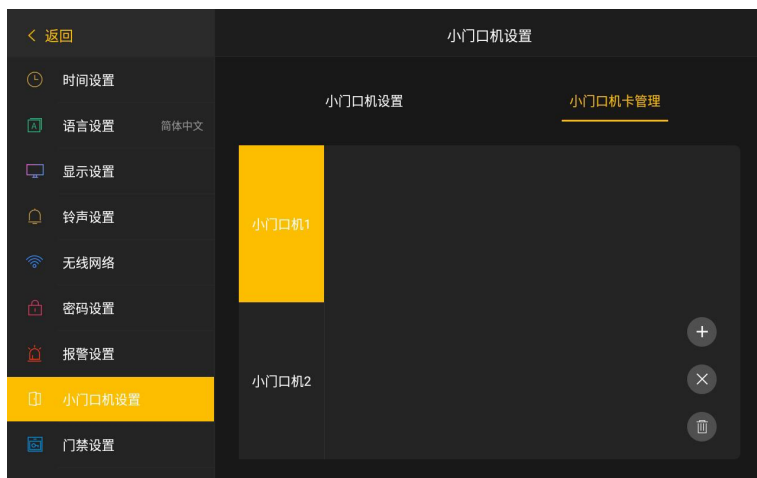 返回
小门口机设置
时间设置
语言设置 简体中文
显示设置
铃声设置
无线网络
密码设置
报警设置
小门口机设置
门禁设置
小门口机设置 小门口机卡管理
小门口机1
小门口机2